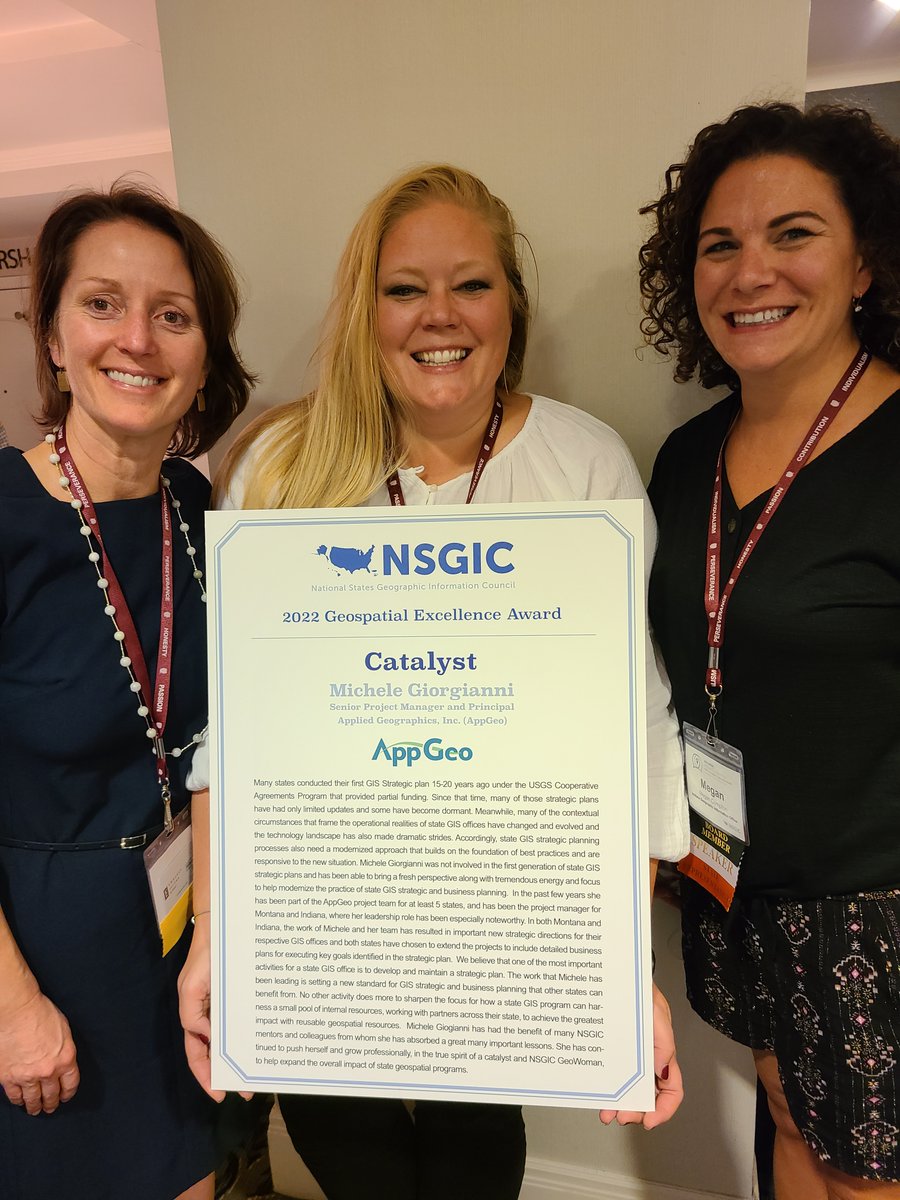 RSH
NSGIC
National States Geographic Information Council
2022 Geospatial Excellence Award
Catalyst
Michele Giorgianni
Senior Project Manager and Principal
Applied Geographics, Inc. (AppGeo)
AppGeo
Many states conducted their first GIS Strategic plan 15-20 years ago under the USGS Cooperative
Agreements Program that provided partial funding. Since that time, many of those strategic plans
have had only limited updates and some have become dormant. Meanwhile, many of the contextual
circumstances that frame the operational realities of state GIS offices have changed and evolved and
the technology landscape has also made dramatic strides. Accordingly, state GIS strategic planning
processes also need a modernized approach that builds on the foundation of best practices and are
responsive to the new situation. Michele Giorgianni was not involved in the first generation of state GIS
strategic plans and has been able to bring a fresh perspective along with tremendous energy and focus
to help modernize the practice of state GIS strategic and business planning. In the past few years she
has been part of the AppGeo project team for at least 5 states, and has been the project manager for
Montana and Indiana, where her leadership role has been especially noteworthy. In both Montana and
Indiana, the work of Michele and her team has resulted in important new strategic directions for their
respective GIS offices and both states have chosen to extend the projects to include detailed business
plans for executing key goals identified in the strategic plan. We believe that one of the most important
activities for a state GIS office is to develop and maintain a strategic plan. The work that Michele has
been leading is setting a new standard for GIS strategic and business planning that other states can
benefit from. No other activity does more to sharpen the focus for how a state GIS program can har-
ness a small pool of internal resources, working with partners across their state, to achieve the greatest
impact with reusable geospatial resources. Michele Giogianni has had the benefit of many NSGIC
mentors and colleagues from whom she has absorbed a great many important lessons. She has con-
tinued to push herself and grow professionally, in the true spirit of a catalyst and NSGIC GeoWoman,
to help expand the overall impact of state geospatial programs.
PERSEVERANCE
HONESTY
PASSION
INDIVIDUALISM
PERSEVERANCE
HONESTY
INDIVIDUALISM
CONTRIBUTION
PASSION
HONESTY
INDIVIDUALISM
PERSEVERANCE
Megan
BOARD
MEMBER
SPEAKER